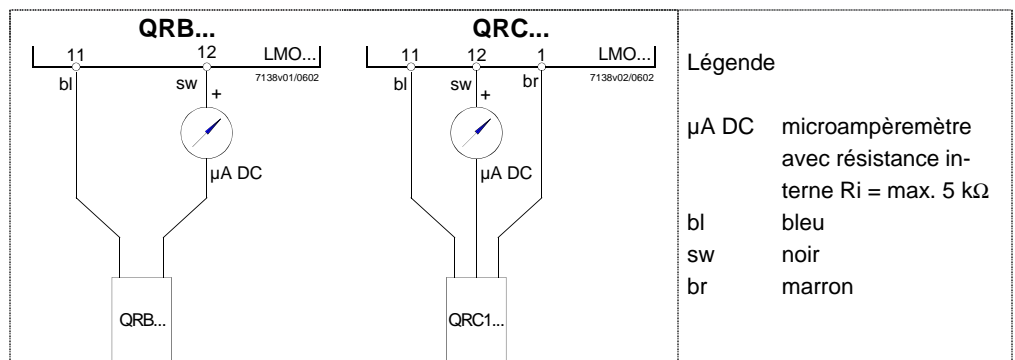 QRB...
11 12 LMO...
bl sw 7138v01/0602
+
µA DC
QRB...
QRC...
11 12 1 LMO...
bl sw br 7138v02/0602
+
µA DC
QRC1...
Légende
µA DC microampèremètre
avec résistance in-
terne Ri = max. 5 kΩ
bl bleu
sw noir
br marron